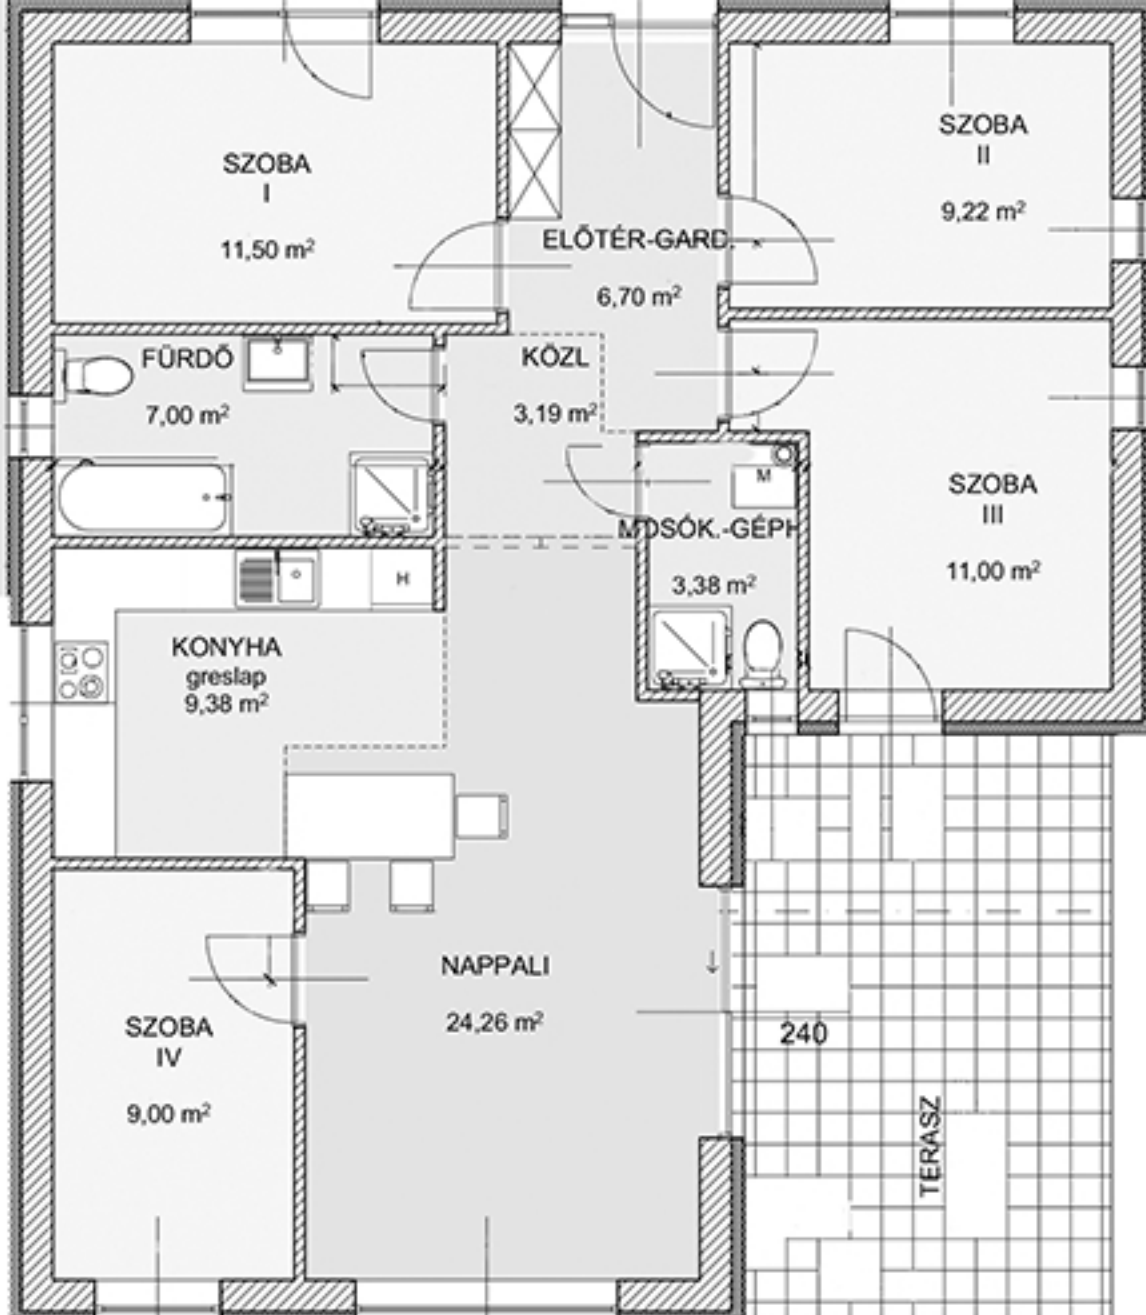 SZOBA
I
11,50 m²
SZOBA
II
9,22 m²
ELŐTÉR-GARD.
6,70 m²
FÜRDŐ
7,00 m²
KÖZL
3,19 m²
M
MOSÓK.-GÉPH
3,38 m²
SZOBA
III
11,00 m²
H
KONYHA
greslap
9,38 m²
NAPPALI
24,26 m²
SZOBA
IV
9,00 m²
240
TERASZ